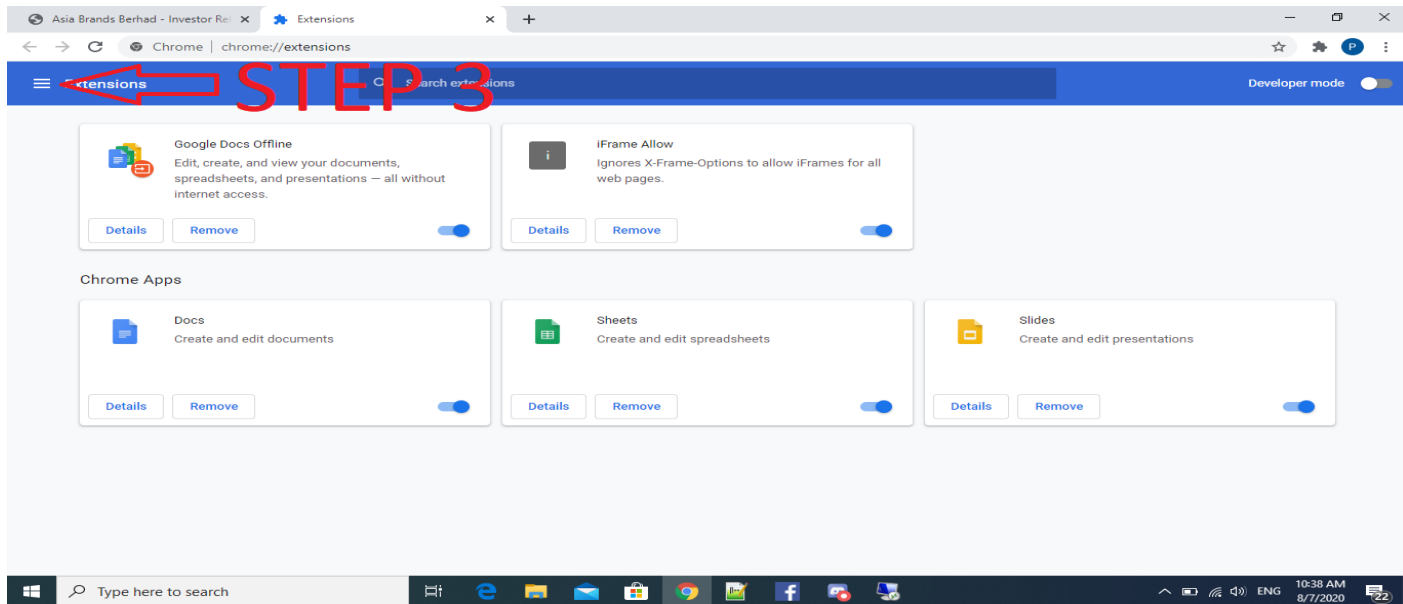 Asia Brands Berhad - Investor Rel
Extensions
Chrome | chrome://extensions
P
Extensions
STEP 3
Search extensions
Developer mode
Google Docs Offline
Edit, create, and view your documents,
spreadsheets, and presentations — all without
internet access.
Details Remove
i
iFrame Allow
Ignores X-Frame-Options to allow iFrames for all
web pages.
Details Remove
Chrome Apps
Docs
Create and edit documents
Details Remove
Sheets
Create and edit spreadsheets
Details Remove
Slides
Create and edit presentations
Details Remove
Type here to search
ENG
10:38 AM
8/7/2020
22